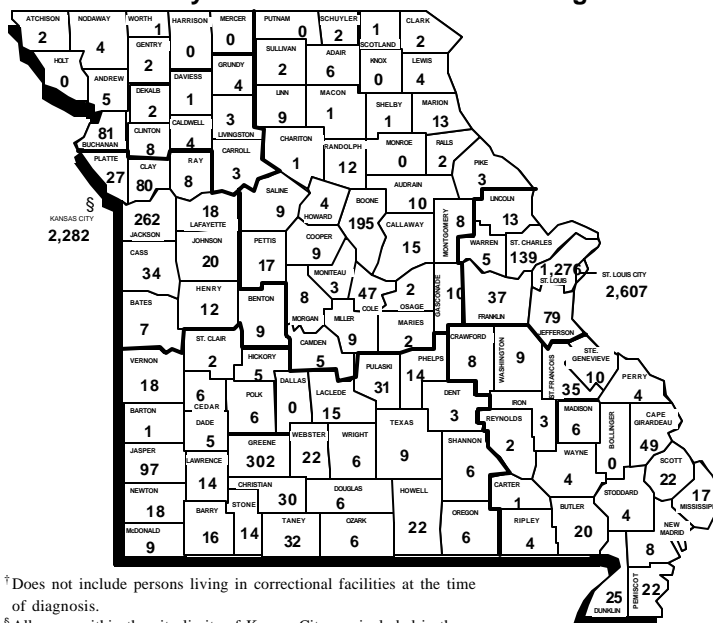 ATCHISON 2
NODAWAY 4
WORTH 1
HARRISON 0
MERCER 0
PUTNAM 0
SCHUYLER 2
SCOTLAND 1
CLARK 2
HOLT 0
ANDREW 5
GENTRY 2
DEKALB 2
DAVIESS 1
GRUNDY 4
SULLIVAN 2
ADAIR 6
KNOX 0
LEWIS 4
81 BUCHANAN
CLINTON 8
CALDWELL 4
3 LIVINGSTON
LINN 9
MACON 1
SHELBY 1
MARION 13
PLATTE 27
CLAY 80
RAY 8
CARROLL 3
CHARITON 1
RANDOLPH 12
MONROE 0
RALLS 2
PIKE 3
§
KANSAS CITY
2,282
262 JACKSON
18 LAFAYETTE
SALINE 9
4 HOWARD
BOONE 195
AUDRAIN 10
CALLAWAY 15
MONTGOMERY 8
LINCOLN 13
WARREN 5
ST. CHARLES 139
1,276 ST. LOUIS
ST. LOUIS CITY
2,607
CASS 34
JOHNSON 20
PETTIS 17
COOPER 9
MONITEAU 3
47 COLE
2 OSAGE
GASCONADE 10
37 FRANKLIN
79 JEFFERSON
BATES 7
HENRY 12
BENTON 9
8 MORGAN
MILLER 9
MARIES 2
CAMDEN 5
VERNON 18
ST. CLAIR 2
HICKORY 5
PULASKI 31
PHELPS 14
CRAWFORD 8
WASHINGTON 9
ST.FRANCOIS 35
STE. GENEVIEVE 10
PERRY 4
BARTON 1
6 CEDAR
POLK 6
DALLAS 0
LACLEDE 15
DENT 3
IRON 3
REYNOLDS 2
MADISON 6
BOLLINGER 0
CAPE GIRARDEAU 49
DADE 5
JASPER 97
LAWRENCE 14
GREENE 302
WEBSTER 22
WRIGHT 6
TEXAS 9
SHANNON 6
WAYNE 4
SCOTT 22
17 MISSISSIPPI
NEWTON 18
CHRISTIAN 30
DOUGLAS 6
HOWELL 22
CARTER 1
BUTLER 20
STODDARD 4
NEW MADRID 8
McDONALD 9
BARRY 16
STONE 14
TANEY 32
OZARK 6
OREGON 6
RIPLEY 4
25 DUNKLIN
PEMISCOT 22
† Does not include persons living in correctional facilities at the time
of diagnosis.